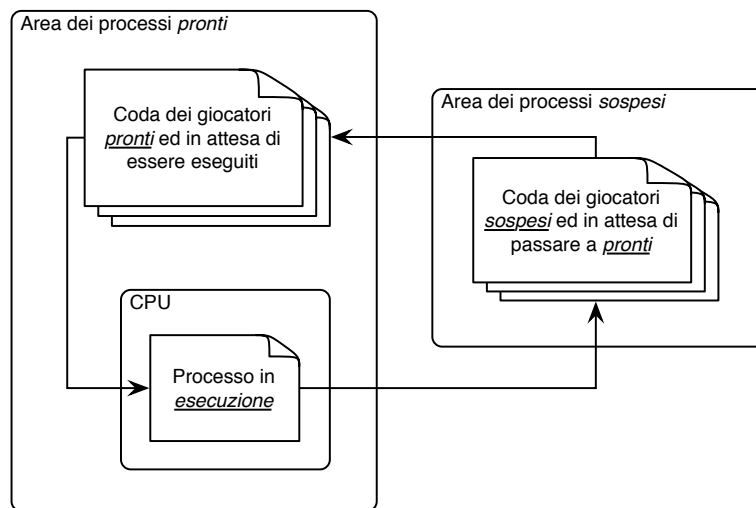 Area dei processi pronti
Coda dei giocatori
pronti ed in attesa di
essere eseguiti
Area dei processi sospesi
Coda dei giocatori
sospesi ed in attesa di
passare a pronti
CPU
Processo in
esecuzione